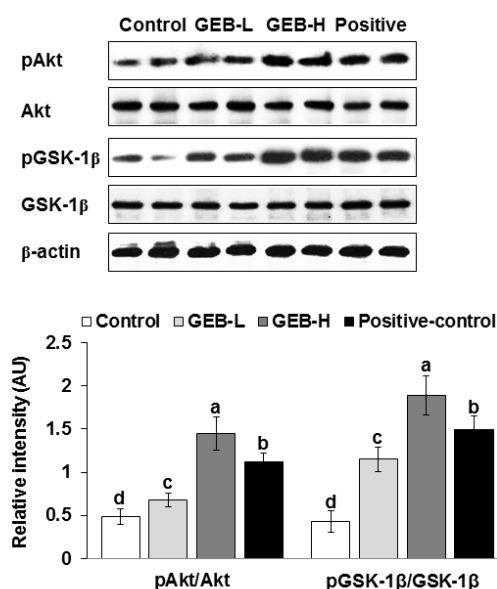 Control GEB-L GEB-H Positive
pAkt
Akt
pGSK-1β
GSK-1β
β-actin
Control GEB-L GEB-H Positive-control
Relative intensity (AU)
2.5
2
1.5
1
0.5
0
d c a b d c a b
pAkt/Akt pGSK-1β/GSK-1β